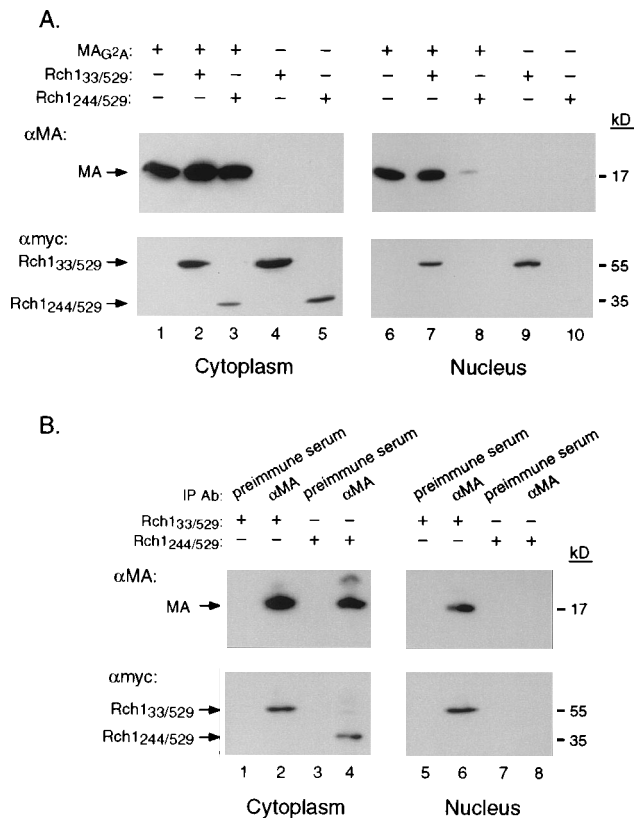 A.
MAG2A: + + + – – + + + – –
Rch133/529: – + – + – – + – + –
Rch1244/529: – – + – + – – + – +
kD
αMA:
MA
17
αmyc:
Rch133/529
55
Rch1244/529
35
1 2 3 4 5 6 7 8 9 10
Cytoplasm Nucleus
B.
preimmune serum preimmune serum preimmune serum preimmune serum
IP Ab: αMA αMA αMA αMA
Rch133/529: + + – – + + – –
Rch1244/529: – – + + – – + +
kD
αMA:
MA
17
αmyc:
Rch133/529
55
Rch1244/529
35
1 2 3 4 5 6 7 8
Cytoplasm Nucleus